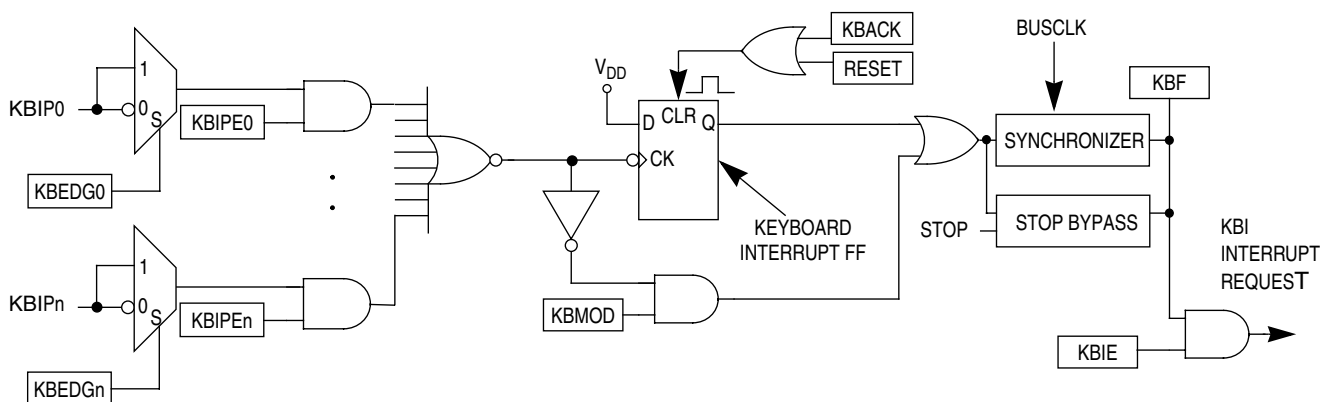 KBACK
RESET
BUSCLK
VDD
KBF
1
KBIP0
0
S
KBIPE0
D
CLR
Q
CK
SYNCHRONIZER
KBEDG0
KEYBOARD
INTERRUPT FF
STOP
STOP BYPASS
KBI
INTERRUPT
REQUEST
1
KBIPn
0
S
KBIPEn
KBMOD
KBIE
KBEDGn